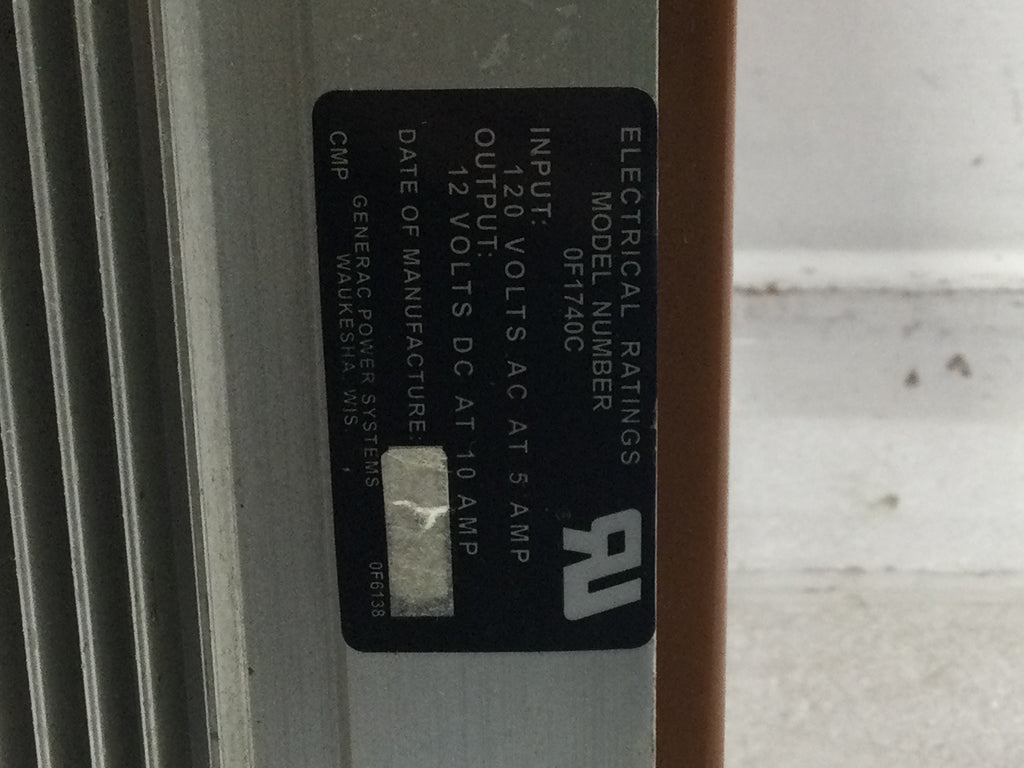 ELECTRICAL RATINGS
MODEL NUMBER
0F1740C
INPUT:
120 VOLTS AC AT 5 AMP
OUTPUT:
12 VOLTS DC AT 10 AMP
DATE OF MANUFACTURE:
GENERAC POWER SYSTEMS
WAUKESHA, WIS. ,
CMP
0F6138
RU